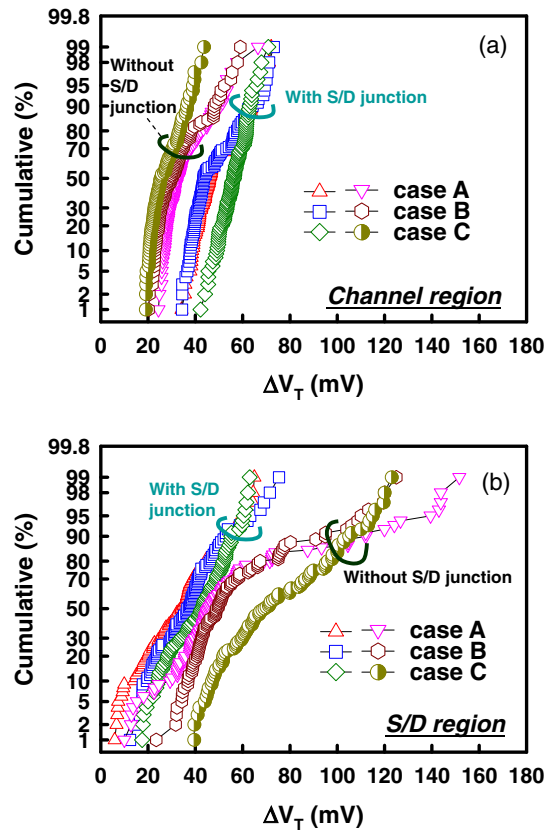 99.8
(a)
99
98
Without
S/D
junction
95
90
With S/D junction
80
70
50
30
20
10
5
2
1
Cumulative (%)
case A
case B
case C
Channel region
0 20 40 60 80 100 120 140 160 180
ΔV_T (mV)
99.8
(b)
99
98
With S/D
junction
95
90
80
70
Without S/D junction
50
30
20
10
5
2
1
Cumulative (%)
case A
case B
case C
S/D region
0 20 40 60 80 100 120 140 160 180
ΔV_T (mV)